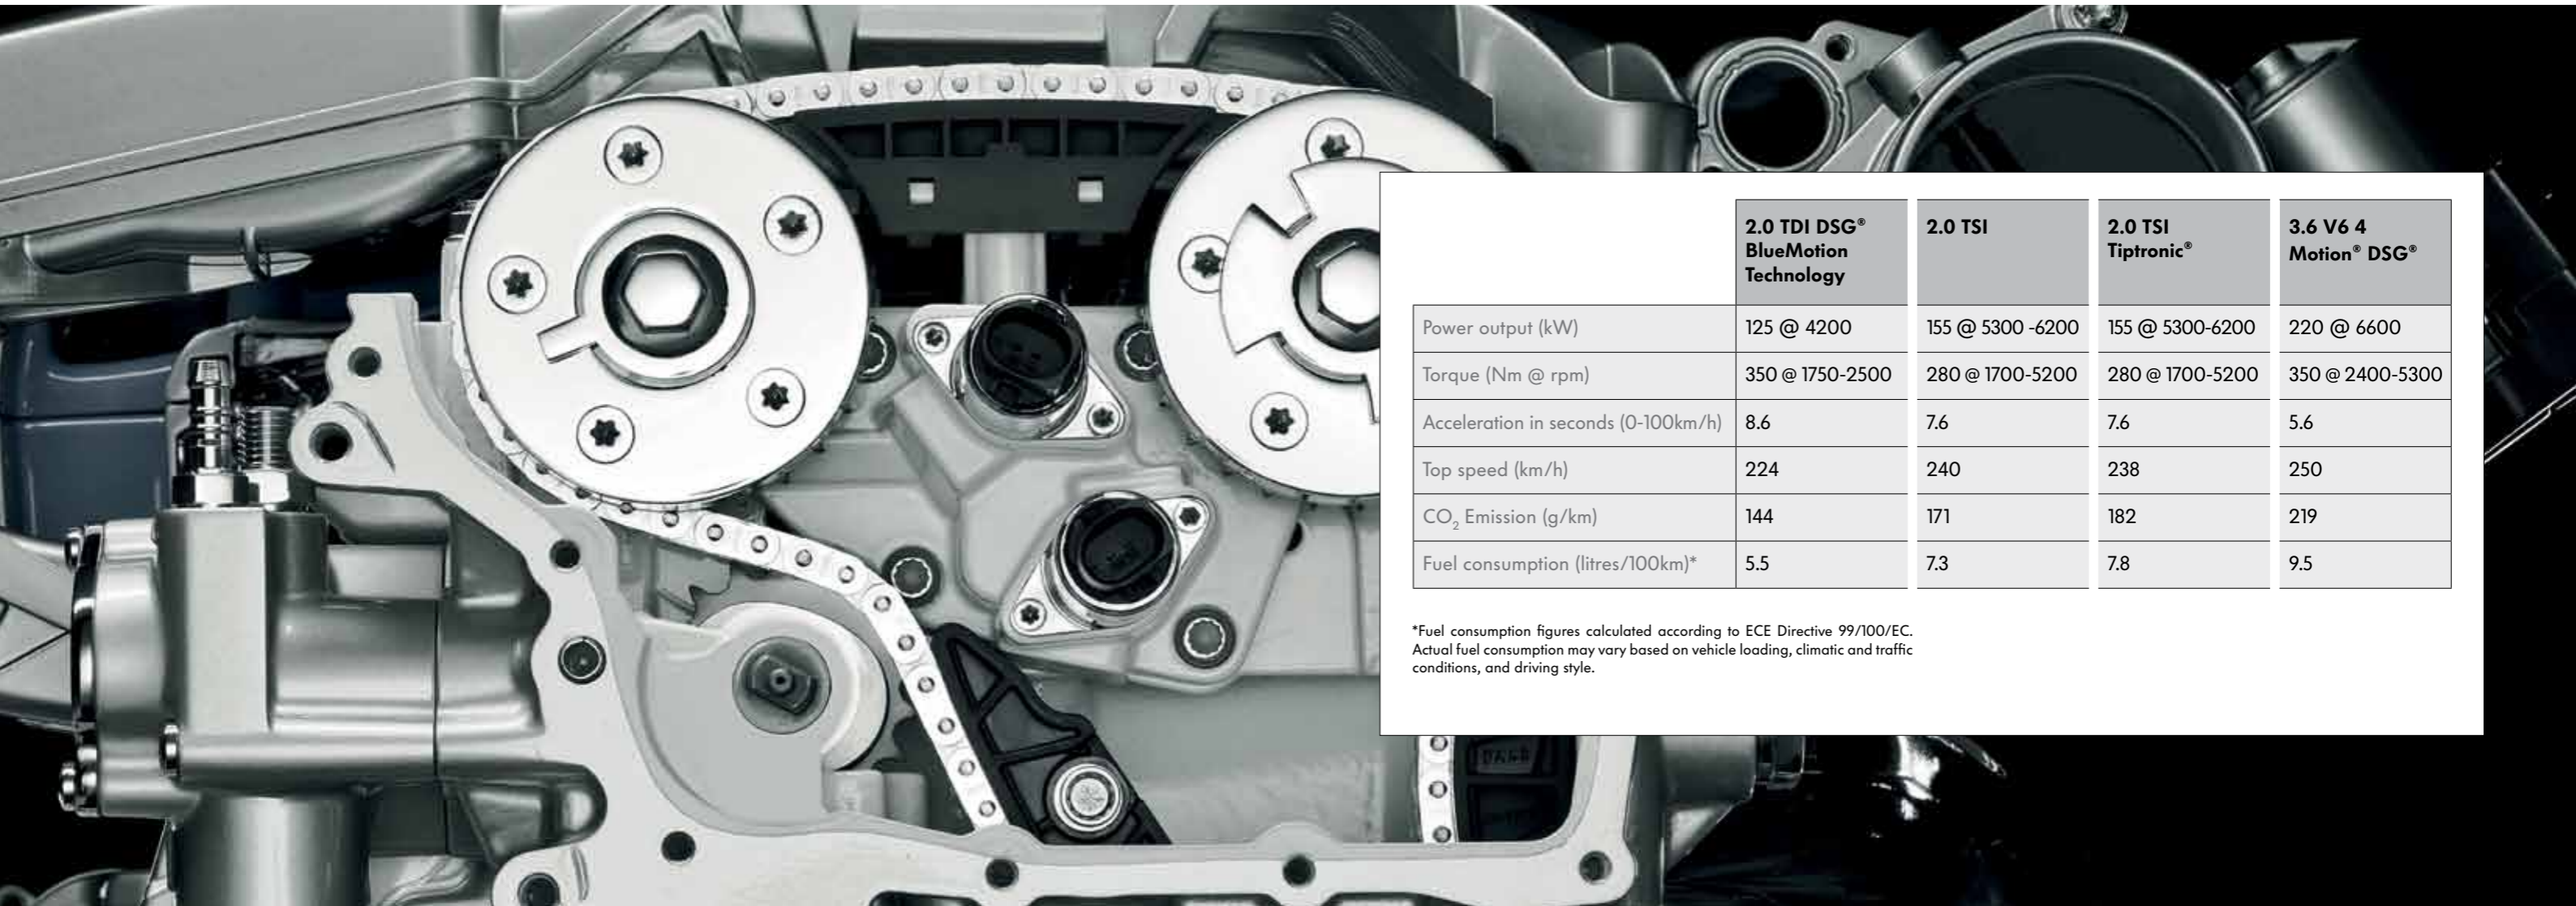 2.0 TDI DSG® BlueMotion Technology	2.0 TSI	2.0 TSI Tiptronic®	3.6 V6 4 Motion® DSG®
Power output (kW)	125 @ 4200	155 @ 5300 -6200	155 @ 5300-6200	220 @ 6600
Torque (Nm @ rpm)	350 @ 1750-2500	280 @ 1700-5200	280 @ 1700-5200	350 @ 2400-5300
Acceleration in seconds (0-100km/h)	8.6	7.6	7.6	5.6
Top speed (km/h)	224	240	238	250
CO₂ Emission (g/km)	144	171	182	219
Fuel consumption (litres/100km)*	5.5	7.3	7.8	9.5
*Fuel consumption figures calculated according to ECE Directive 99/100/EC.
Actual fuel consumption may vary based on vehicle loading, climatic and traffic
conditions, and driving style.